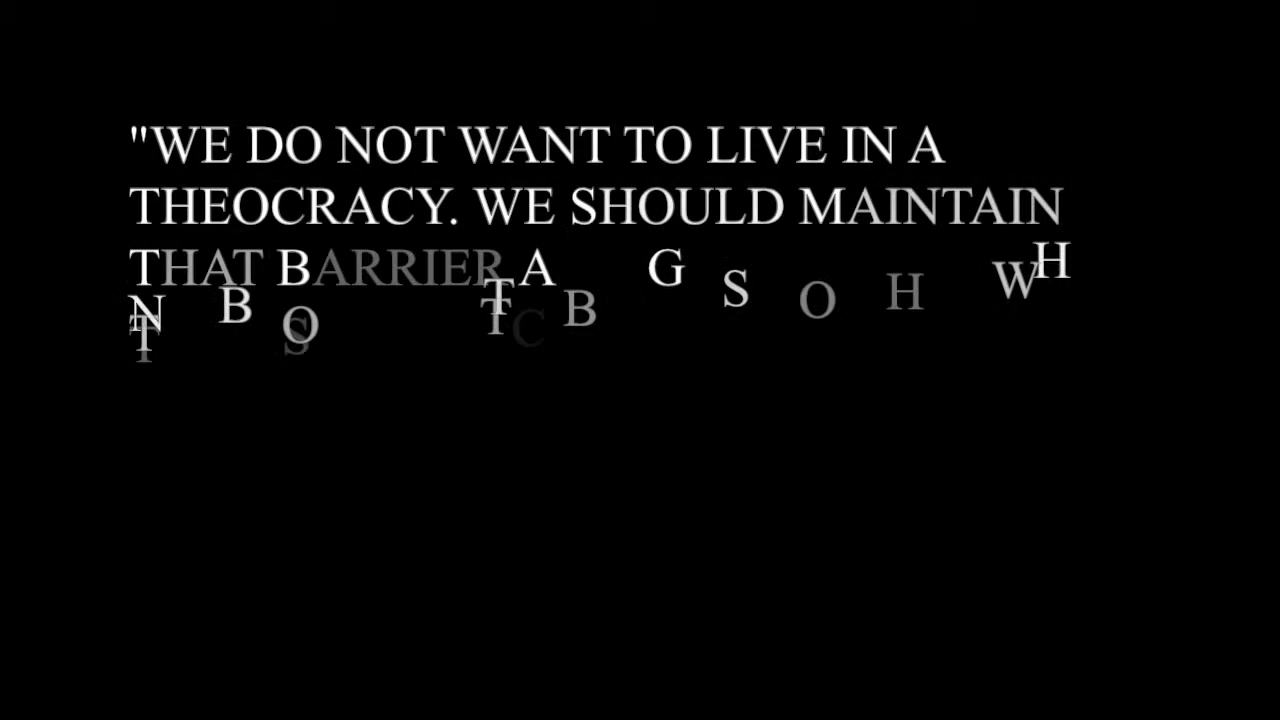 "WE DO NOT WANT TO LIVE IN A
THEOCRACY. WE SHOULD MAINTAIN
THAT BARRIER